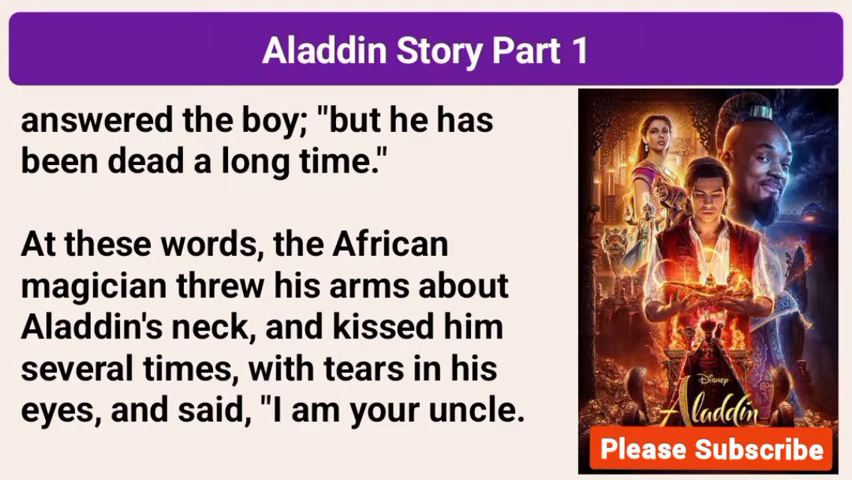 Aladdin Story Part 1
answered the boy; "but he has
been dead a long time."
At these words, the African
magician threw his arms about
Aladdin's neck, and kissed him
several times, with tears in his
eyes, and said, "I am your uncle.
Disney
Aladdin
Please Subscribe